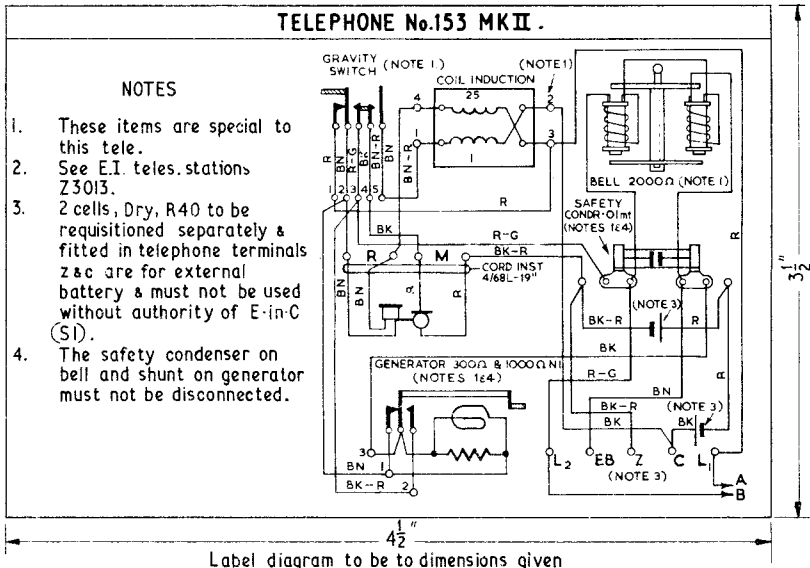 TELEPHONE No.153 MKII.
NOTES
1. These items are special to
this tele.
2. See E.I. teles. stations
Z3013.
3. 2 cells, Dry, R40 to be
requisitioned separately &
fitted in telephone terminals
z & c are for external
battery & must not be used
without authority of E-in-C
(S1).
4. The safety condenser on
bell and shunt on generator
must not be disconnected.
GRAVITY
SWITCH
(NOTE 1.)
COIL INDUCTION
(NOTE 1)
4
25
2
1
1
3
R
BN
R-G
BK
BN-R
BN
BN-R
1 2 3 4 5
R
BK
R-G
BK-R
R
M
BN
BN
R
R
CORD INST
4/68L-19"
BELL 2000Ω (NOTE 1)
SAFETY
CONDR·01mf
(NOTES 1&4)
R
(NOTE 3)
BK-R
R
BK
R-G
R
GENERATOR 300Ω & 1000Ω NI
(NOTES 1&4)
BN
BK-R
(NOTE 3)
BK
BK
3
BN
1
BK-R
2
L2
EB
Z
C
L1
(NOTE 3)
A
B
3 1/2"
4 1/2"
Label diagram to be to dimensions given